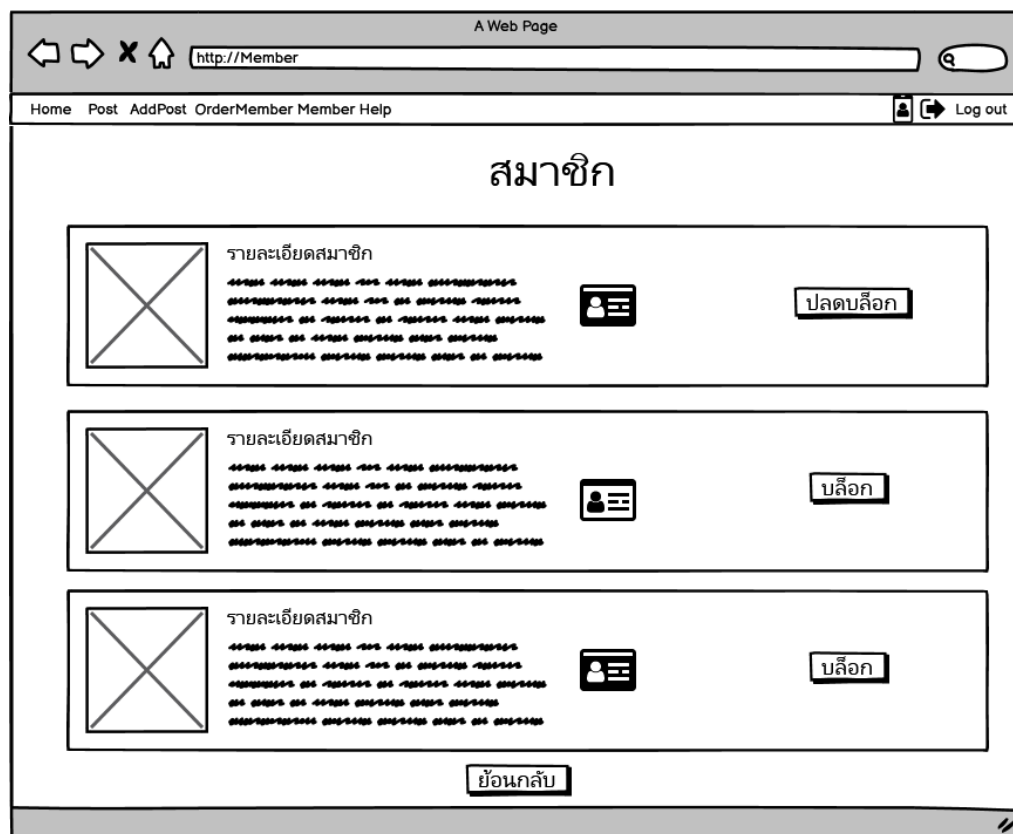 A Web Page
http://Member
Home Post AddPost OrderMember Member Help Log out
สมาชิก
รายละเอียดสมาชิก
ปลดบล็อก
รายละเอียดสมาชิก
บล็อก
รายละเอียดสมาชิก
บล็อก
ย้อนกลับ